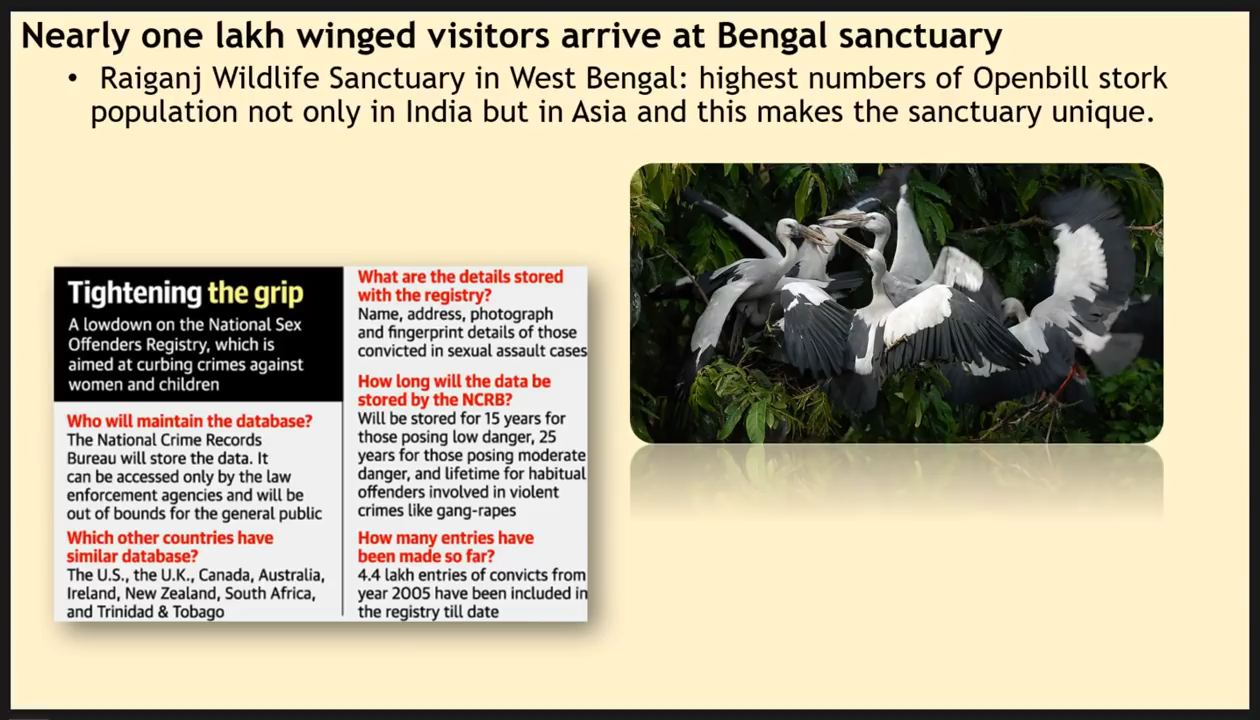 Nearly one lakh winged visitors arrive at Bengal sanctuary
• Raiganj Wildlife Sanctuary in West Bengal: highest numbers of Openbill stork
population not only in India but in Asia and this makes the sanctuary unique.
Tightening the grip
A lowdown on the National Sex
Offenders Registry, which is
aimed at curbing crimes against
women and children
Who will maintain the database?
The National Crime Records
Bureau will store the data. It
can be accessed only by the law
enforcement agencies and will be
out of bounds for the general public
Which other countries have
similar database?
The U.S., the U.K., Canada, Australia,
Ireland, New Zealand, South Africa,
and Trinidad & Tobago
What are the details stored
with the registry?
Name, address, photograph
and fingerprint details of those
convicted in sexual assault cases
How long will the data be
stored by the NCRB?
Will be stored for 15 years for
those posing low danger, 25
years for those posing moderate
danger, and lifetime for habitual
offenders involved in violent
crimes like gang-rapes
How many entries have
been made so far?
4.4 lakh entries of convicts from
year 2005 have been included in
the registry till date